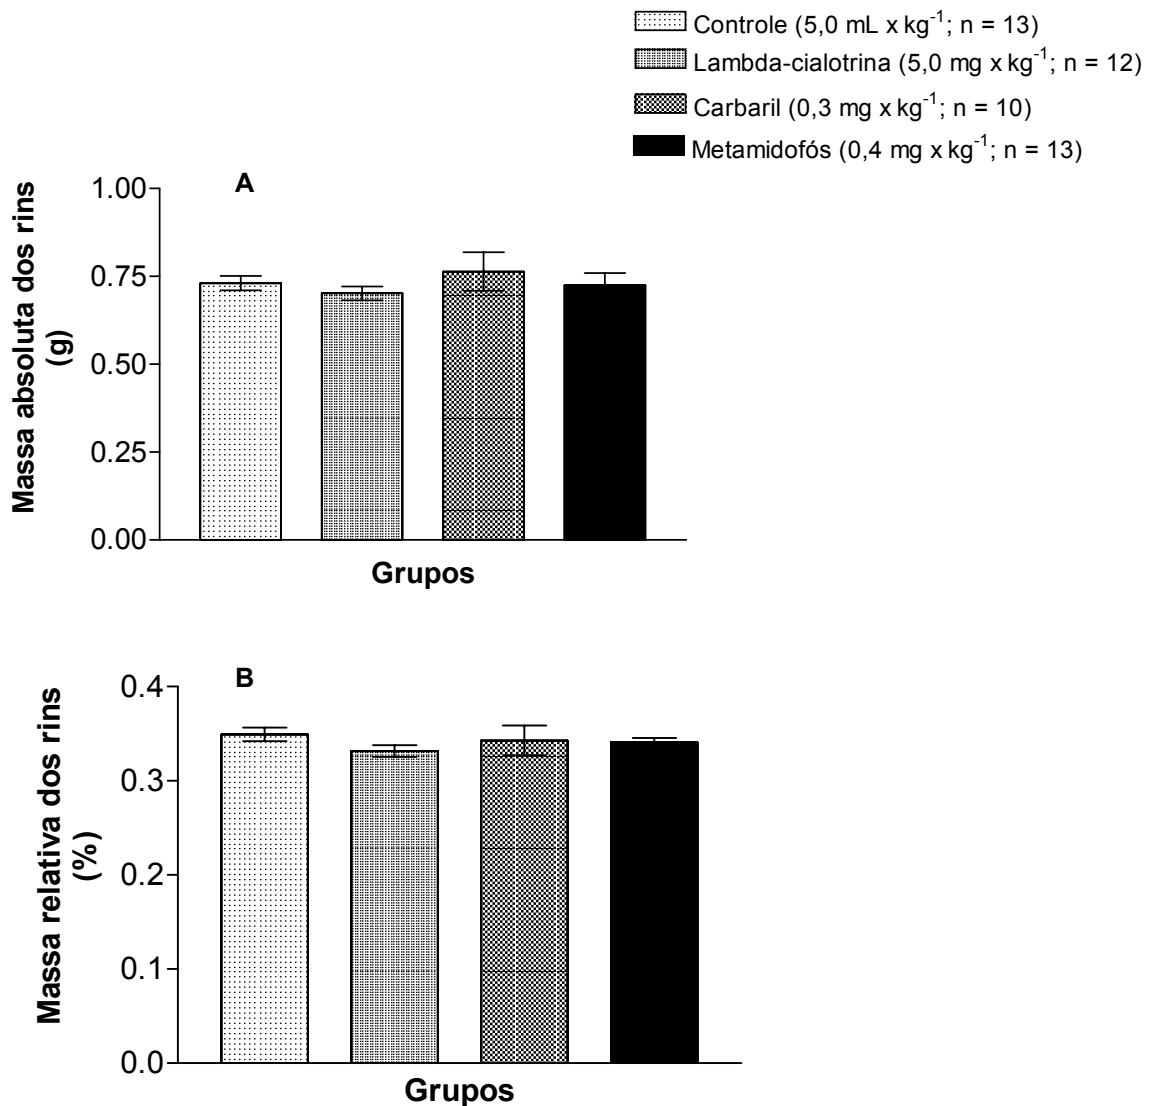 Controle (5,0 mL x kg⁻¹; n = 13)
Lambda-cialotrina (5,0 mg x kg⁻¹; n = 12)
Carbaril (0,3 mg x kg⁻¹; n = 10)
Metamidofós (0,4 mg x kg⁻¹; n = 13)
A
Massa absoluta dos rins
(g)
1.00
0.75
0.50
0.25
0.00
Grupos
B
Massa relativa dos rins
(%)
0.4
0.3
0.2
0.1
0.0
Grupos